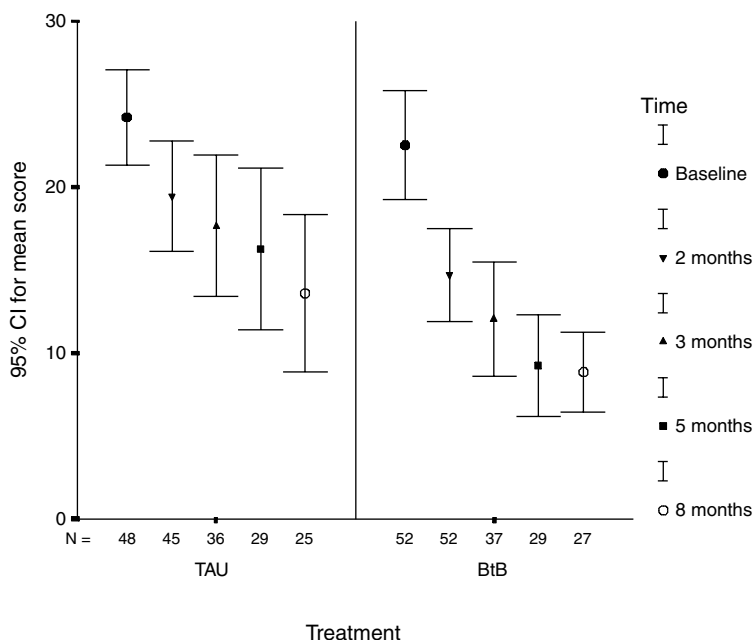 30
20
10
0
95% CI for mean score
N =
48
45
36
29
25
52
52
37
29
27
TAU
BtB
Treatment
Time
Baseline
2 months
3 months
5 months
8 months